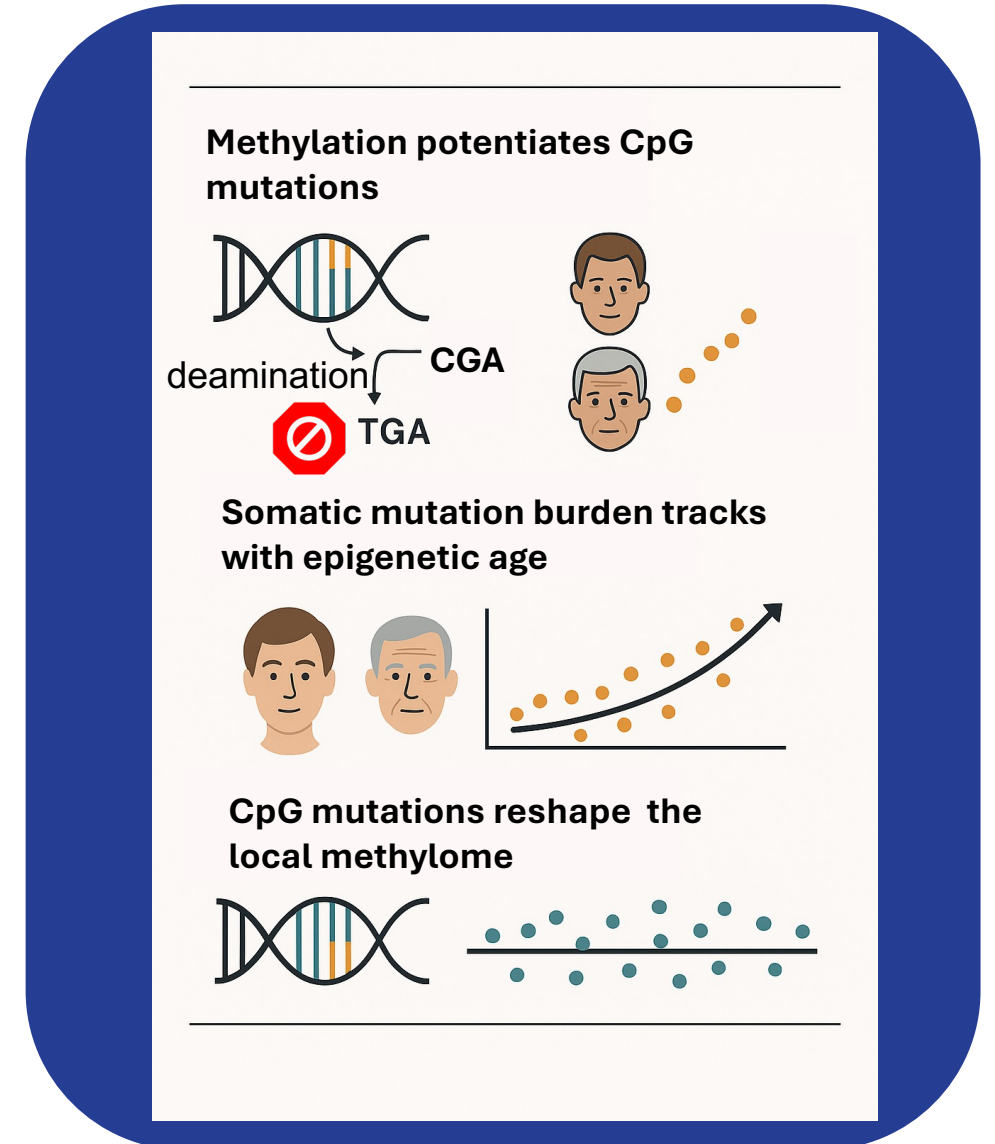 Methylation potentiates CpG
mutations
CGA
deamination
TGA
Somatic mutation burden tracks
with epigenetic age
CpG mutations reshape  the
local methylome